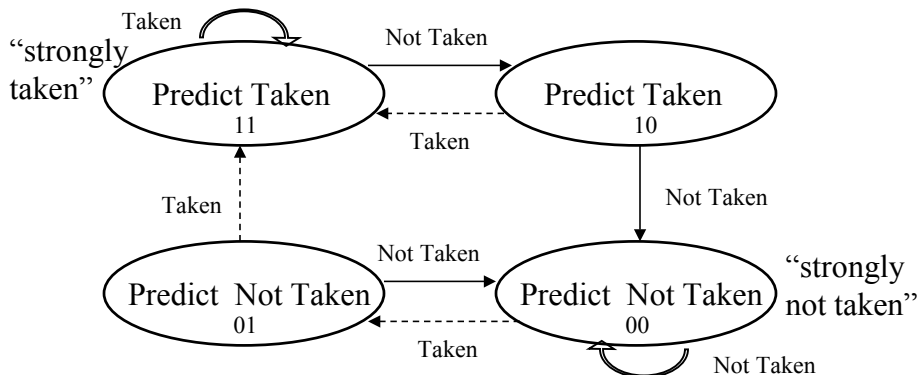 Taken
“strongly
taken”
Not Taken
Predict Taken
11
Predict Taken
10
Taken
Taken
Not Taken
Not Taken
Predict  Not Taken
01
Predict  Not Taken
00
“strongly
not taken”
Taken
Not Taken